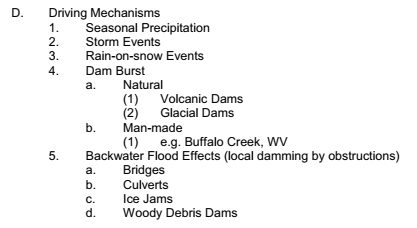 D. Driving Mechanisms
1. Seasonal Precipitation
2. Storm Events
3. Rain-on-snow Events
4. Dam Burst
a. Natural
(1) Volcanic Dams
(2) Glacial Dams
b. Man-made
(1) e.g. Buffalo Creek, WV
5. Backwater Flood Effects (local damming by obstructions)
a. Bridges
b. Culverts
c. Ice Jams
d. Woody Debris Dams